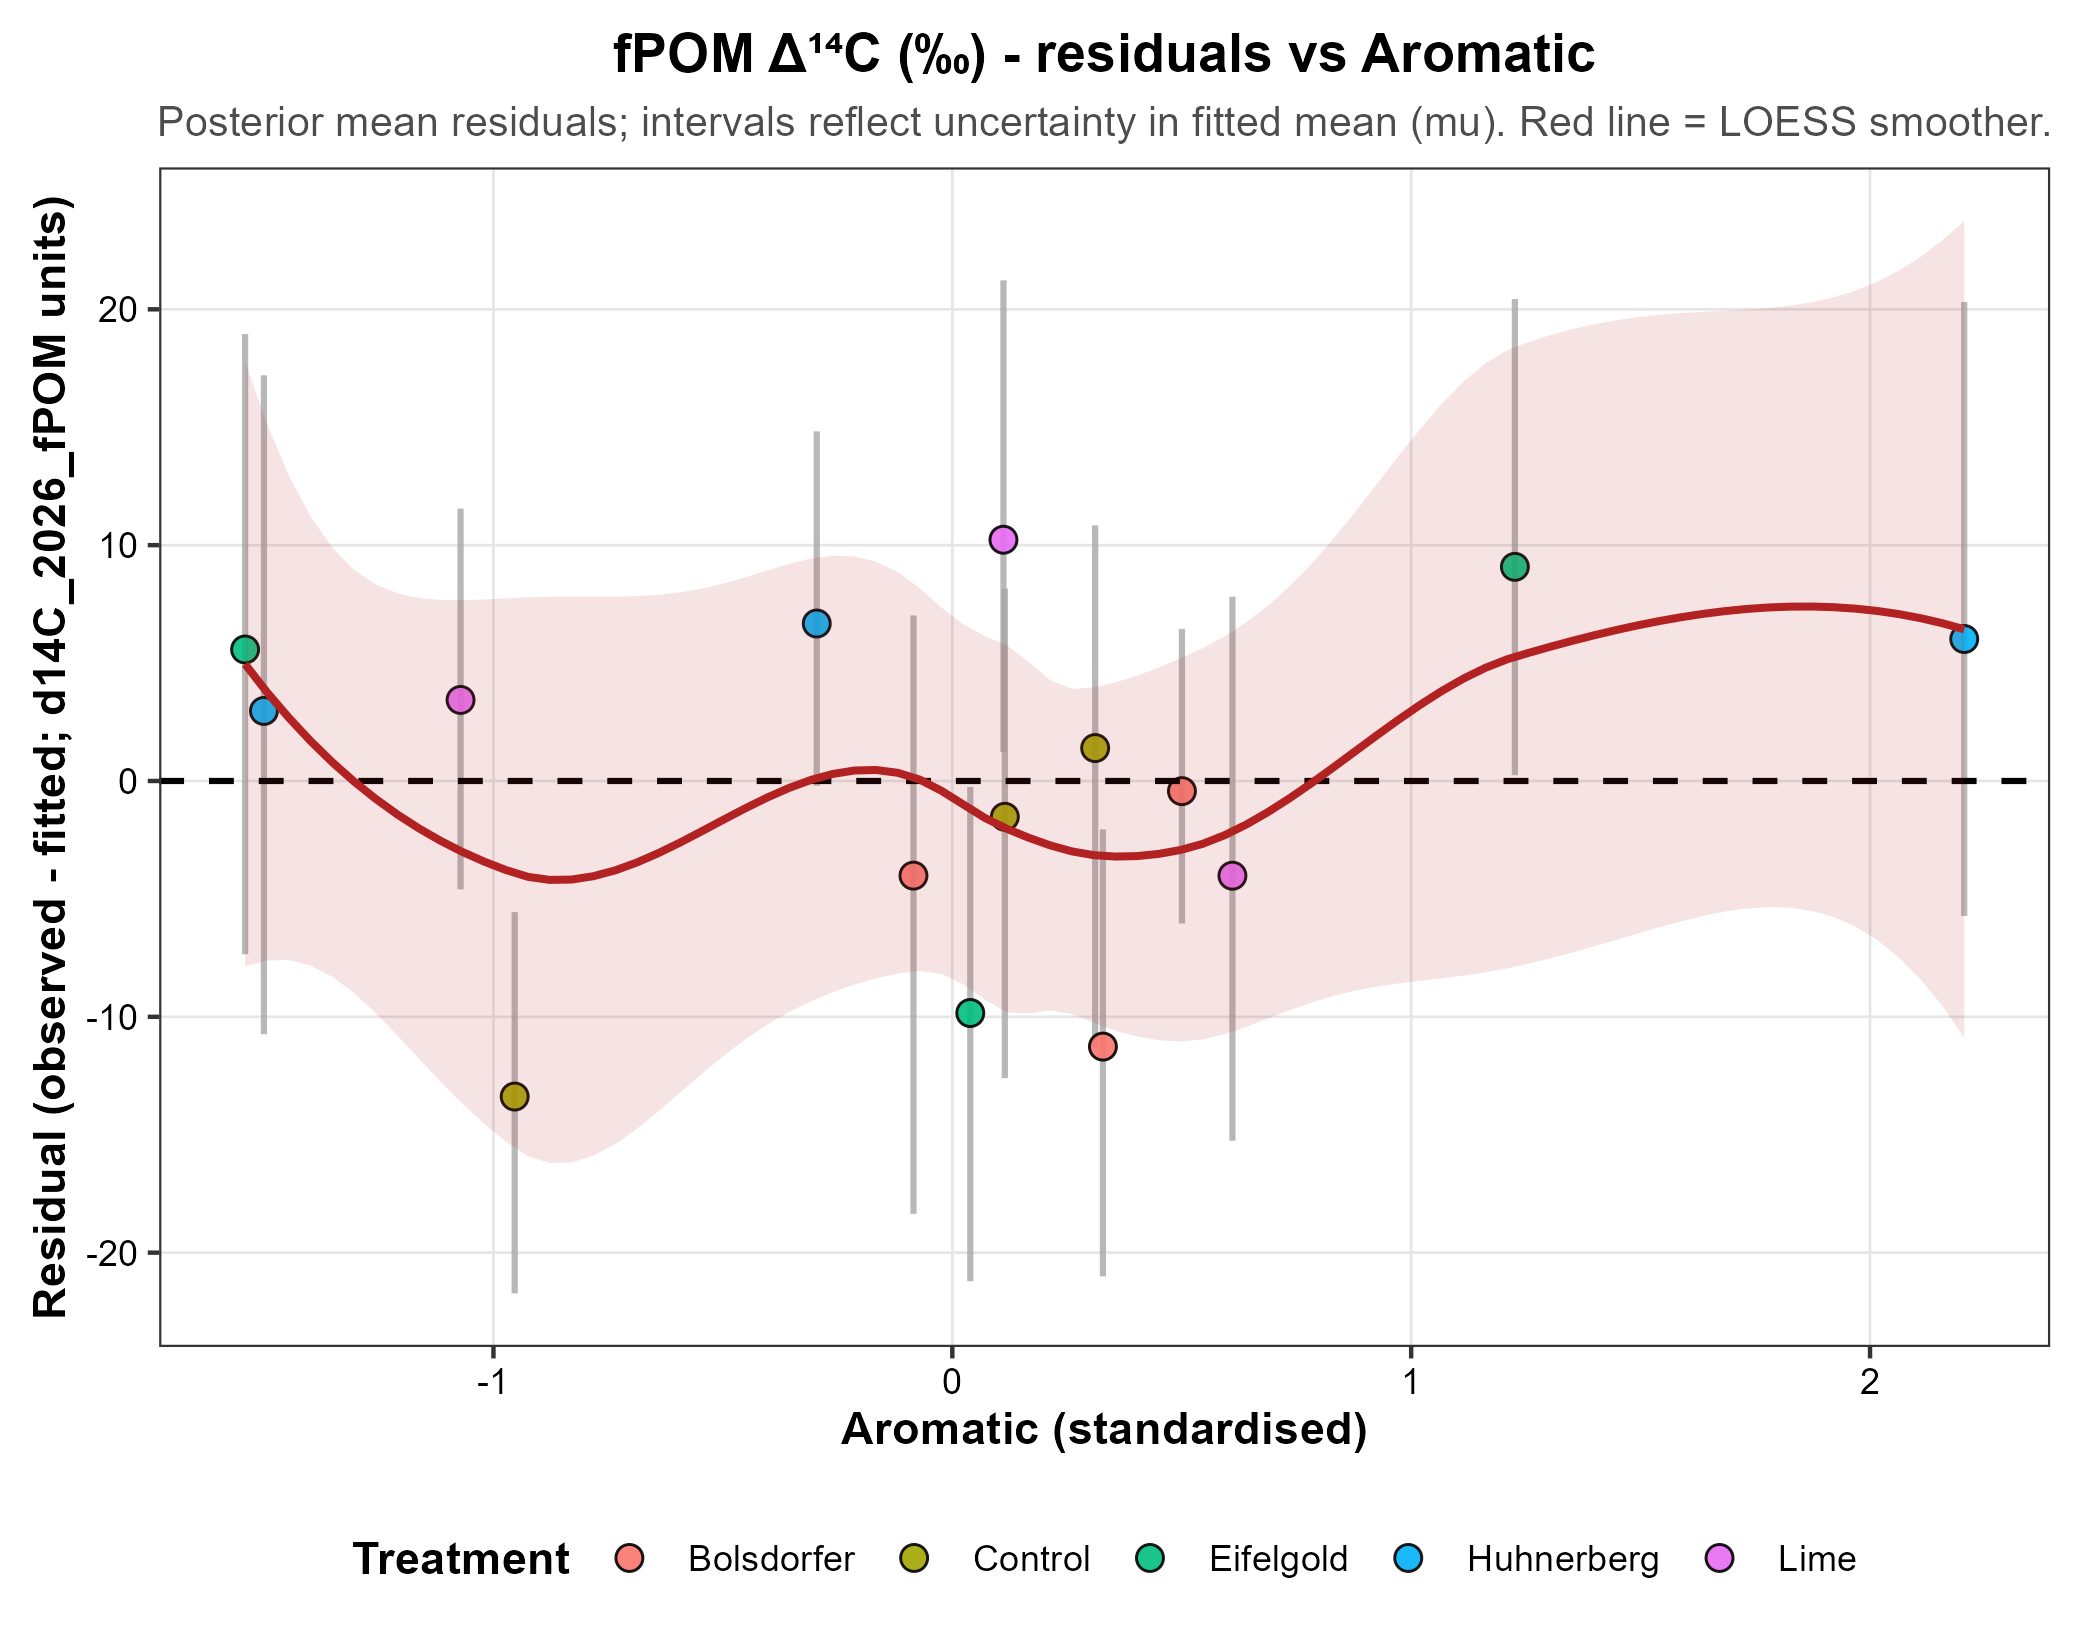 fPOM Δ¹⁴C (‰) - residuals vs Aromatic
Posterior mean residuals; intervals reflect uncertainty in fitted mean (mu). Red line = LOESS smoother.
Residual (observed - fitted; d14C_2026_fPOM units)
20
10
0
-10
-20
-1
0
1
2
Aromatic (standardised)
Treatment Bolsdorfer Control Eifelgold Huhnerberg Lime